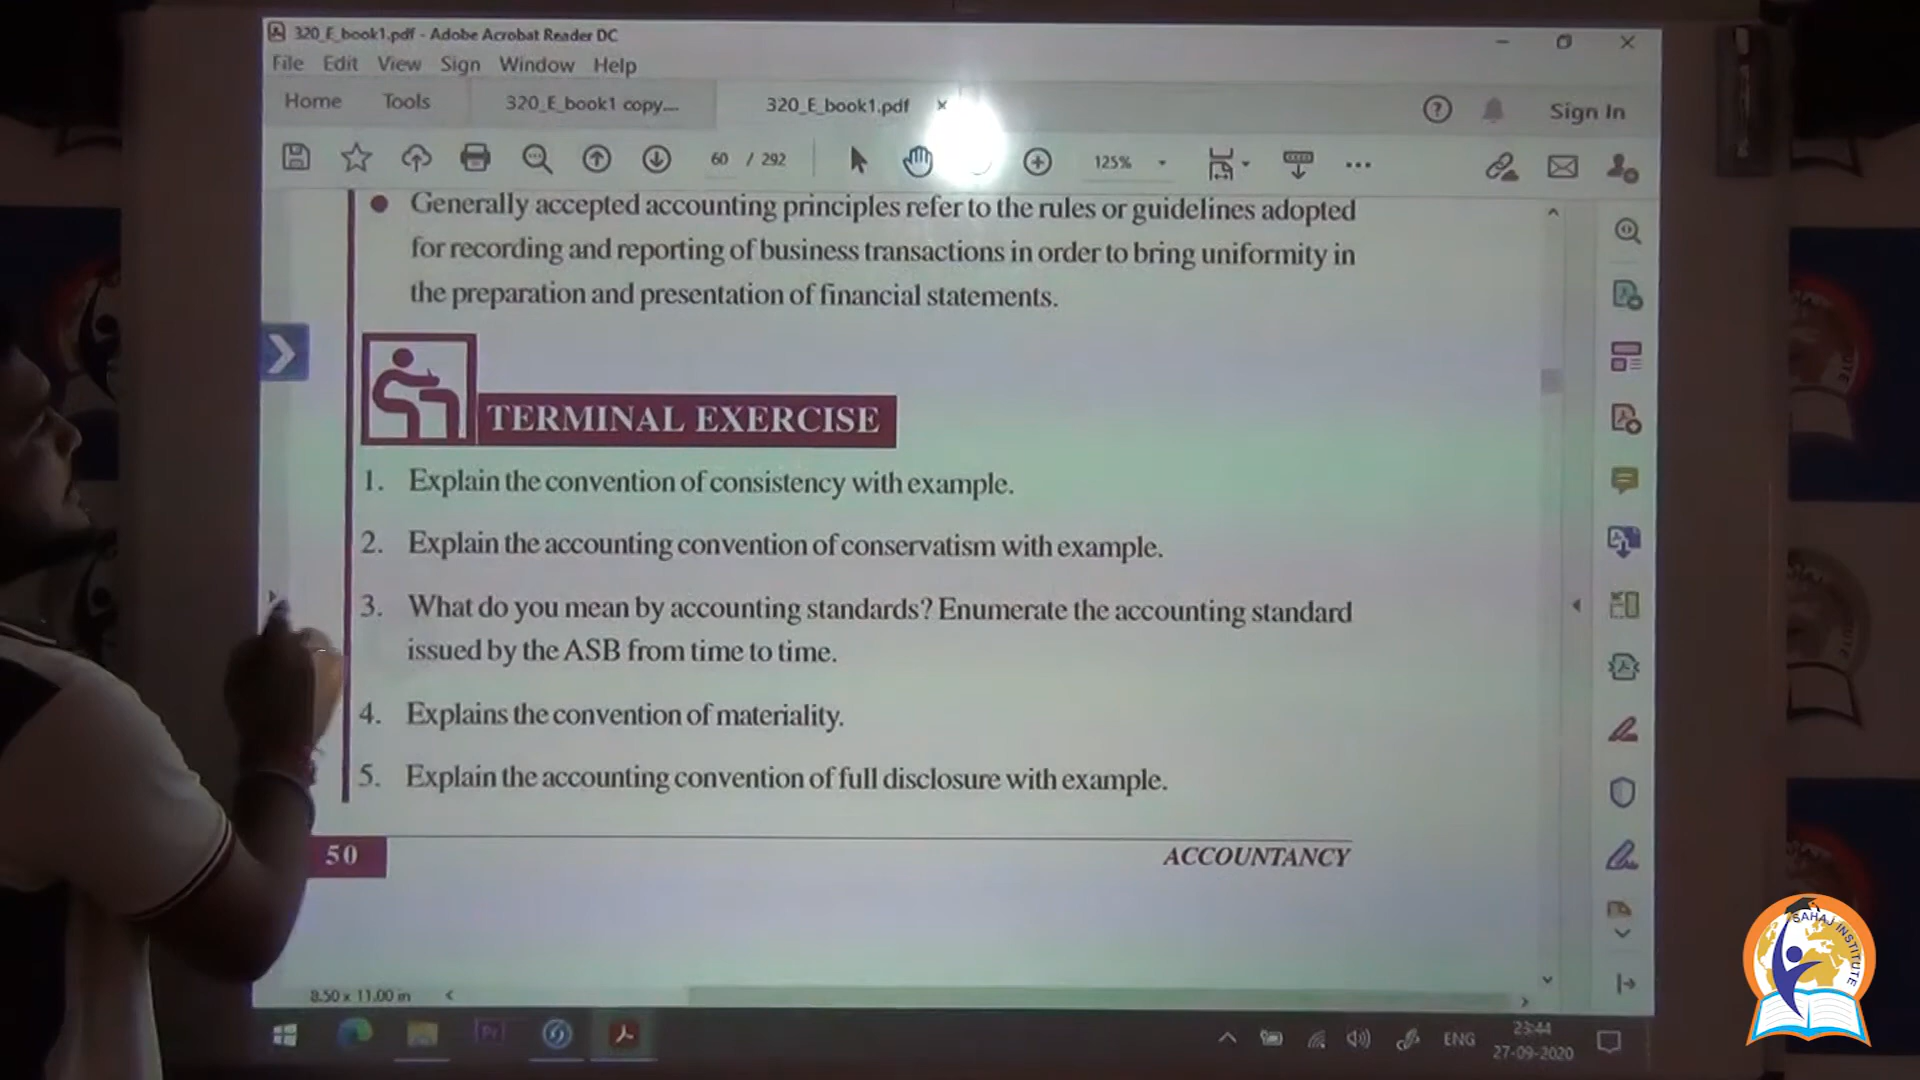 320_E_book1.pdf - Adobe Acrobat Reader DC
File Edit View Sign Window Help
Home Tools 320_E_book1 copy.... 320_E_book1.pdf × Sign In
60 / 292 125%
Generally accepted accounting principles refer to the rules or guidelines adopted
for recording and reporting of business transactions in order to bring uniformity in
the preparation and presentation of financial statements.
TERMINAL EXERCISE
1. Explain the convention of consistency with example.
2. Explain the accounting convention of conservatism with example.
3. What do you mean by accounting standards? Enumerate the accounting standard
issued by the ASB from time to time.
4. Explains the convention of materiality.
5. Explain the accounting convention of full disclosure with example.
50 ACCOUNTANCY
8.50 x 11.00 in
Pr ENG 23:44
27-09-2020
SAHAJ INSTITUTE